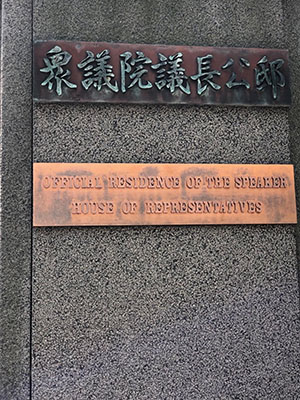 衆議院議長公邸
OFFICIAL RESIDENCE OF THE SPEAKER
HOUSE OF REPRESENTATIVES